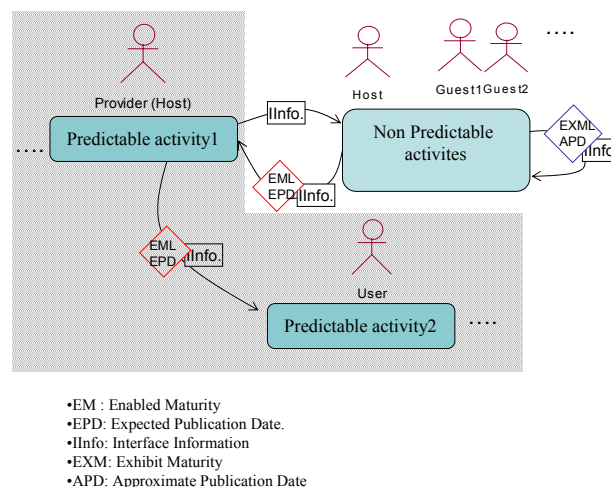 ....
Provider (Host)
Host
Guest1 Guest2
Predictable activity1
....
IInfo.
Non Predictable
activites
EXML
APD
IInfo.
EML
EPD
IInfo.
EML
EPD
IInfo.
User
Predictable activity2
....
•EM : Enabled Maturity
•EPD: Expected Publication Date.
•IInfo: Interface Information
•EXM: Exhibit Maturity
•APD: Approximate Publication Date